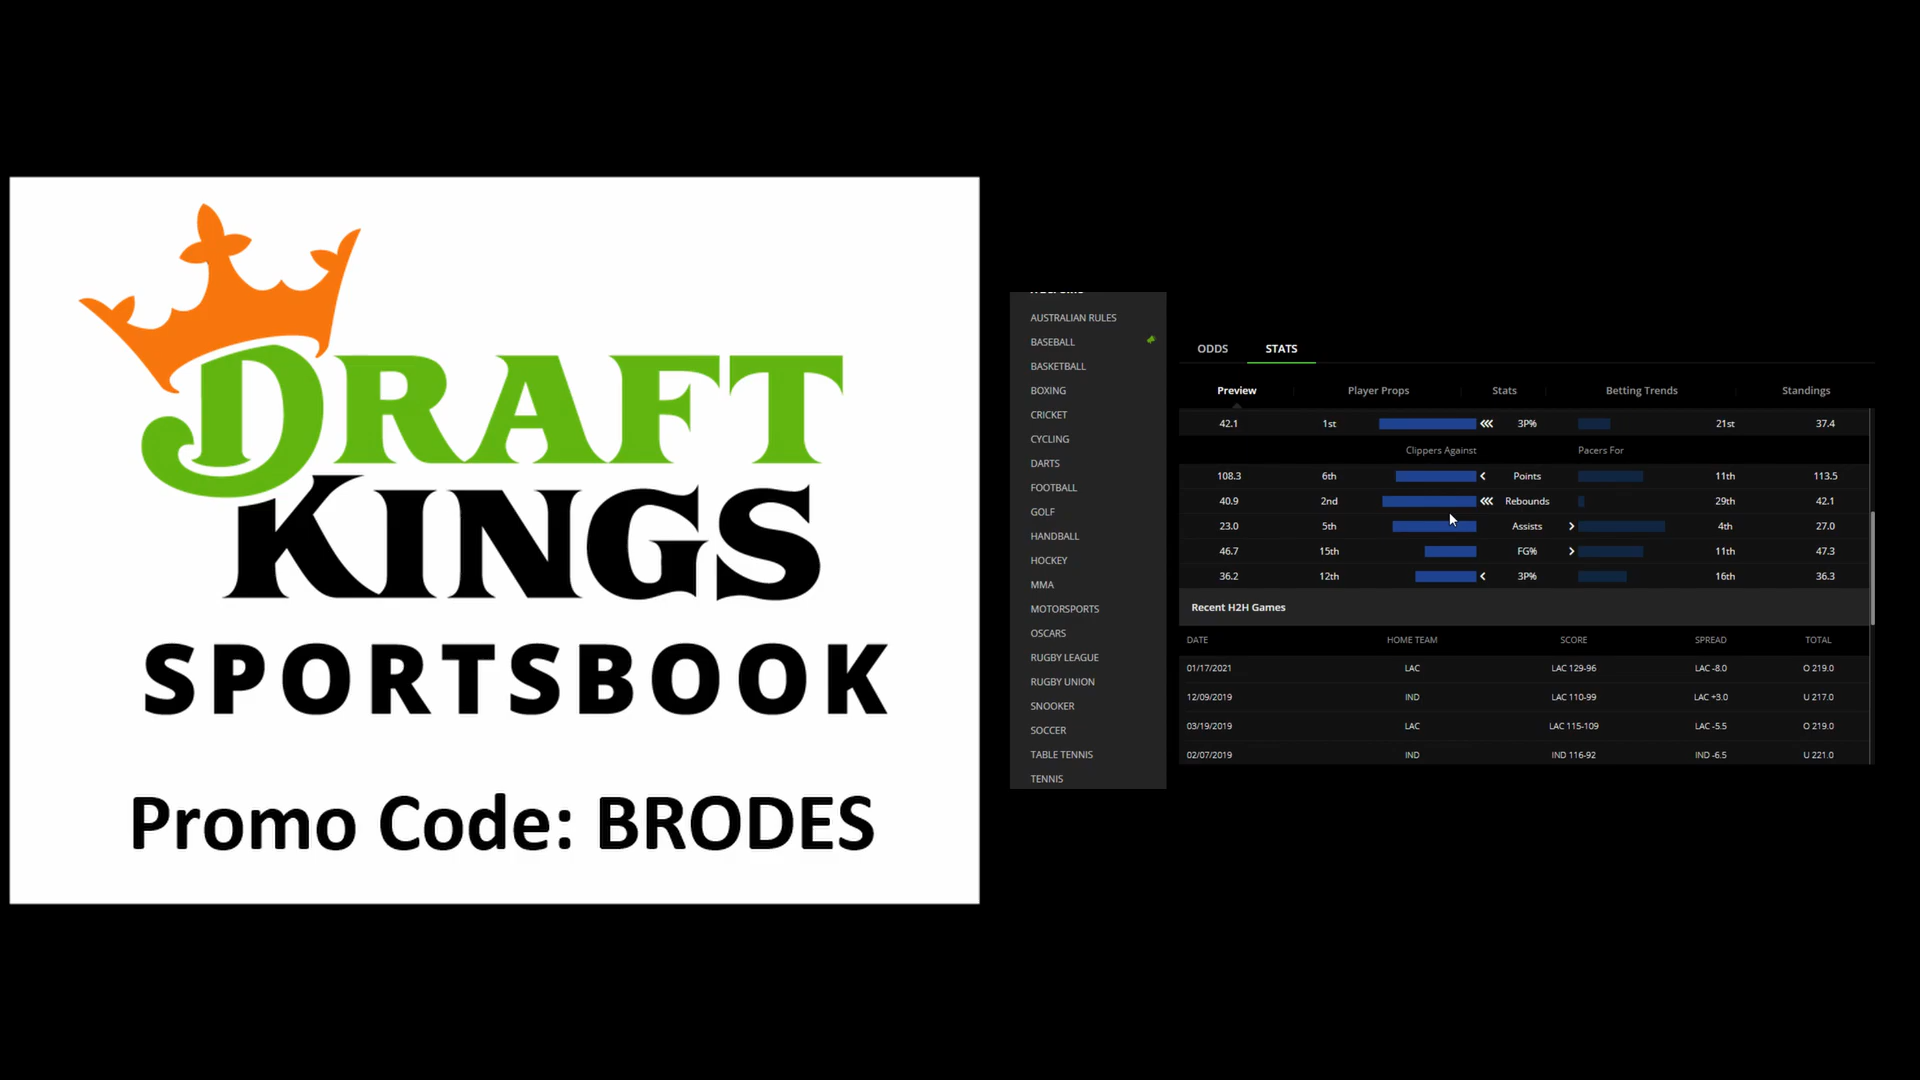 DRAFT
KINGS
SPORTSBOOK
Promo Code: BRODES
AUSTRALIAN RULES
BASEBALL
BASKETBALL
BOXING
CRICKET
CYCLING
DARTS
FOOTBALL
GOLF
HANDBALL
HOCKEY
MMA
MOTORSPORTS
OSCARS
RUGBY LEAGUE
RUGBY UNION
SNOOKER
SOCCER
TABLE TENNIS
TENNIS
ODDS STATS
Preview Player Props Stats Betting Trends Standings
42.1 1st 3P% 21st 37.4
Clippers Against Pacers For
108.3 6th Points 11th 113.5
40.9 2nd Rebounds 29th 42.1
23.0 5th Assists 4th 27.0
46.7 15th FG% 11th 47.3
36.2 12th 3P% 16th 36.3
Recent H2H Games
DATE HOME TEAM SCORE SPREAD TOTAL
01/17/2021 LAC LAC 129-96 LAC -8.0 O 219.0
12/09/2019 IND LAC 110-99 LAC +3.0 U 217.0
03/19/2019 LAC LAC 115-109 LAC -5.5 O 219.0
02/07/2019 IND IND 116-92 IND -6.5 U 221.0